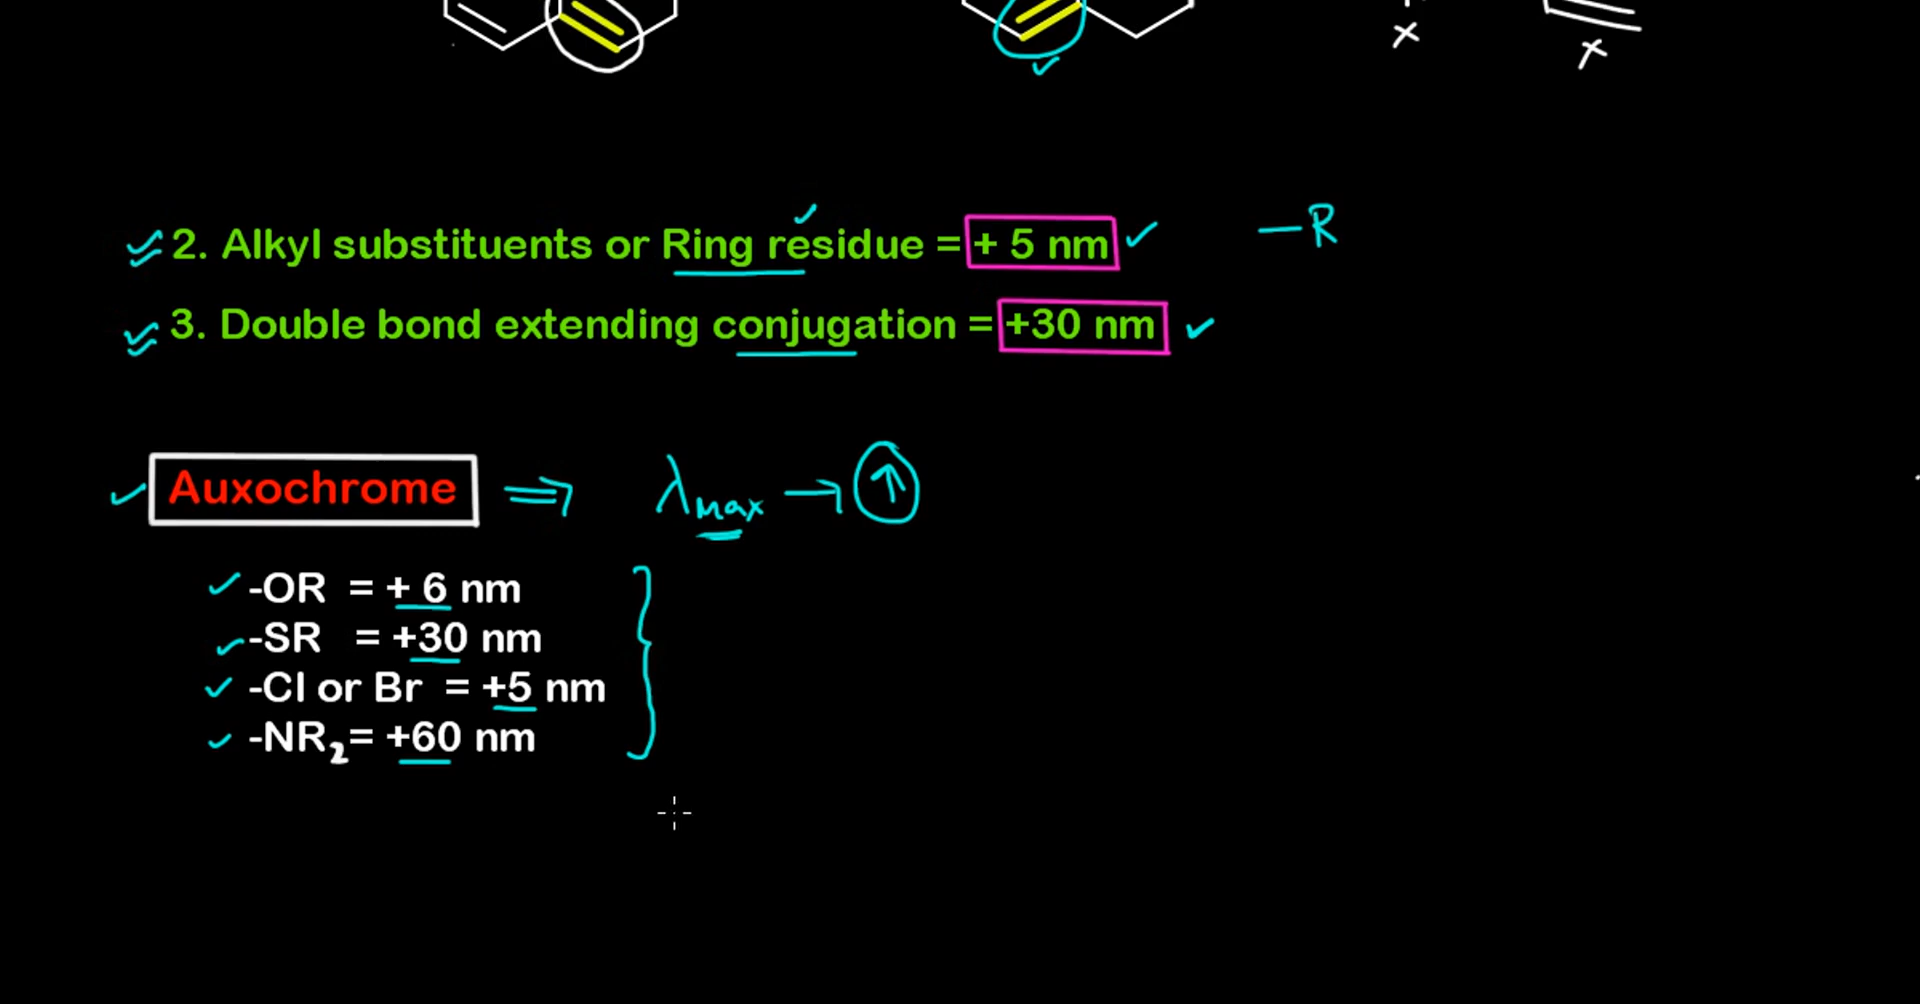 x
x
2. Alkyl substituents or Ring residue = + 5 nm —R
3. Double bond extending conjugation = +30 nm
Auxochrome ⇒ λmax → ↑
-OR = + 6 nm
-SR = +30 nm
-Cl or Br = +5 nm
-NR2 = +60 nm